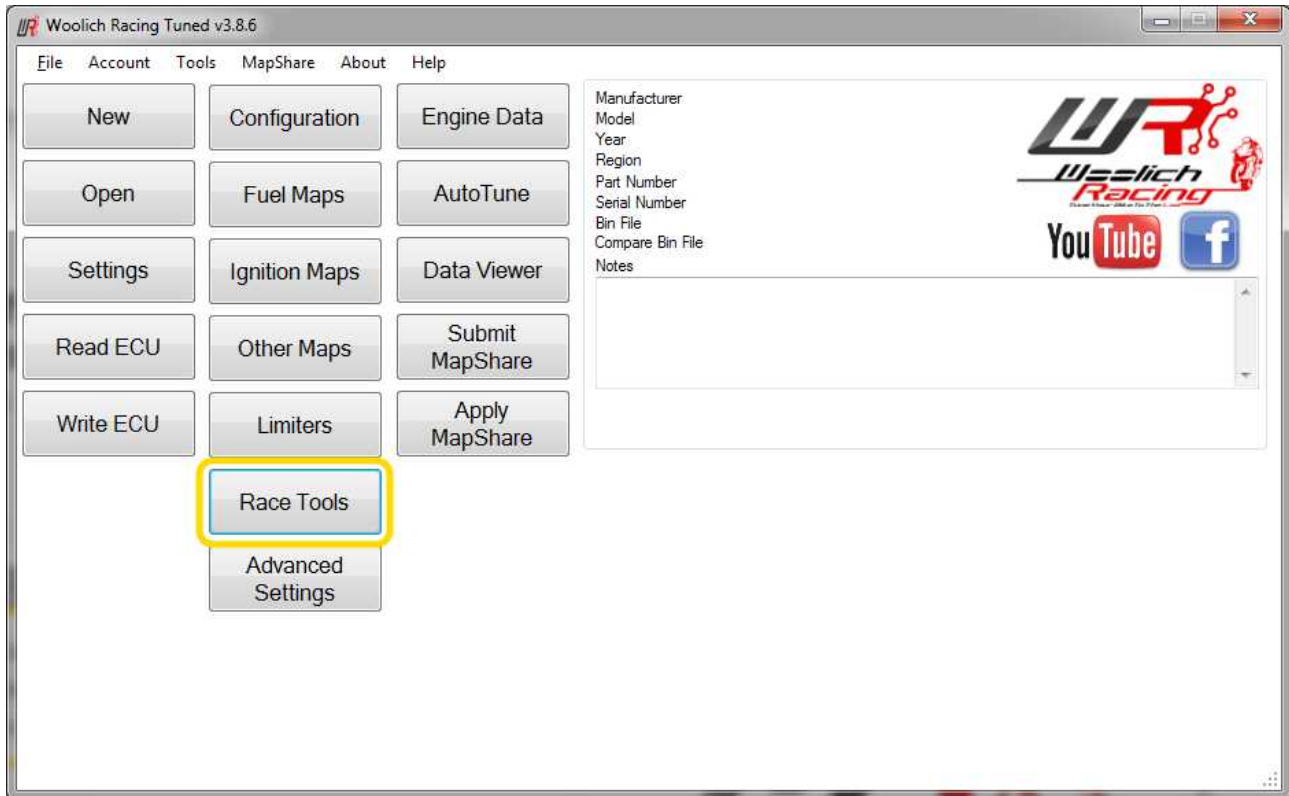 Woolich Racing Tuned v3.8.6
File Account Tools MapShare About Help
New
Configuration
Engine Data
Open
Fuel Maps
AutoTune
Settings
Ignition Maps
Data Viewer
Read ECU
Other Maps
Submit
MapShare
Write ECU
Limiters
Apply
MapShare
Race Tools
Advanced
Settings
Manufacturer
Model
Year
Region
Part Number
Serial Number
Bin File
Compare Bin File
Notes
WR
Woolich
Racing
YouTube
f